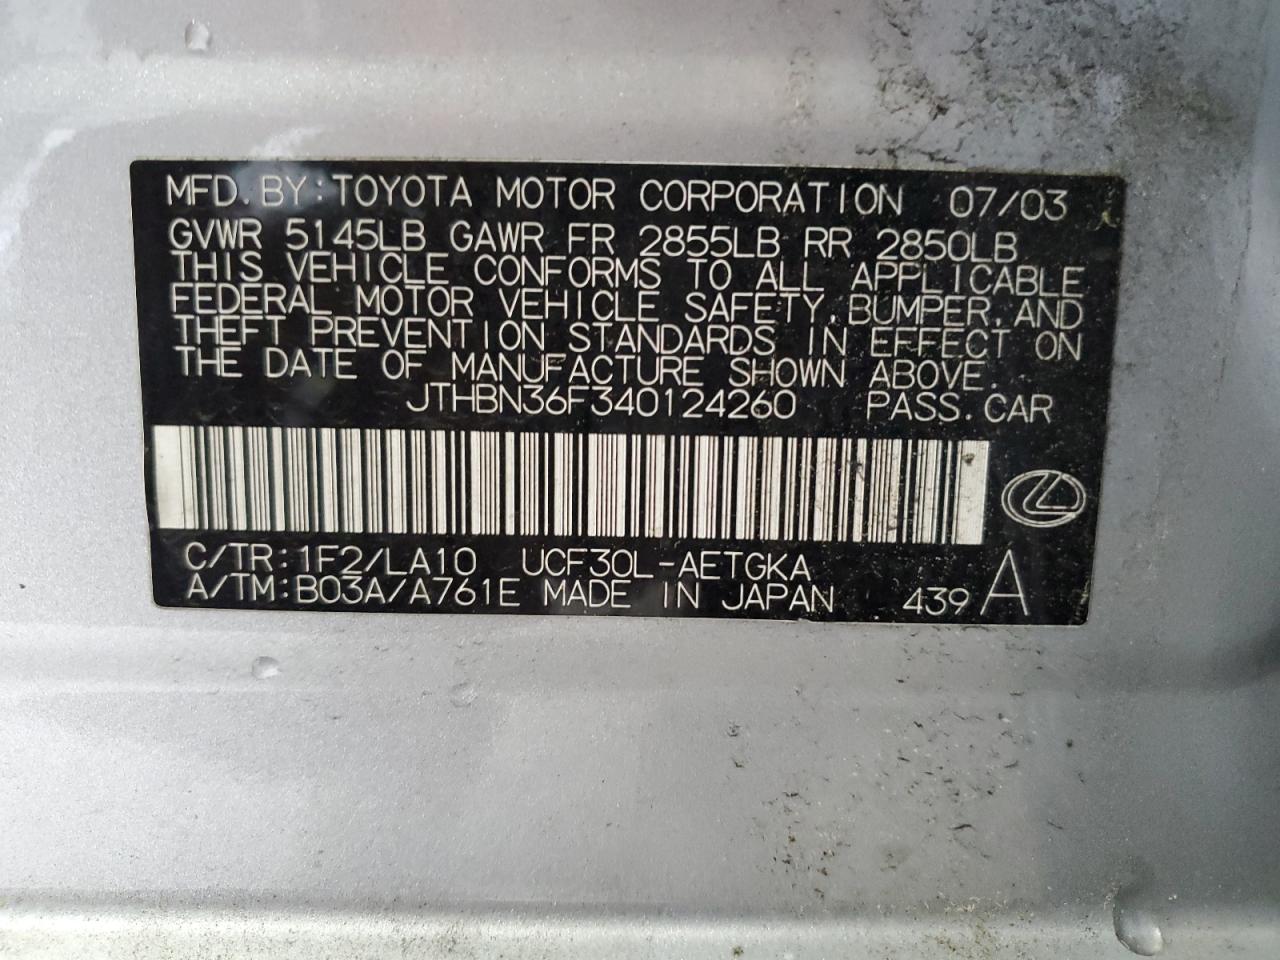 MFD. BY: TOYOTA MOTOR CORPORATION 07/03
GVWR 5145LB GAWR FR 2855LB RR 2850LB
THIS VEHICLE CONFORMS TO ALL APPLICABLE
FEDERAL MOTOR VEHICLE SAFETY, BUMPER, AND
THEFT PREVENTION STANDARDS IN EFFECT ON
THE DATE OF MANUFACTURE SHOWN ABOVE.
JTHBN36F340124260 PASS. CAR
C/TR: 1F2/LA10 UCF30L-AETGKA
A/TM: B03A/A761E MADE IN JAPAN 439 A